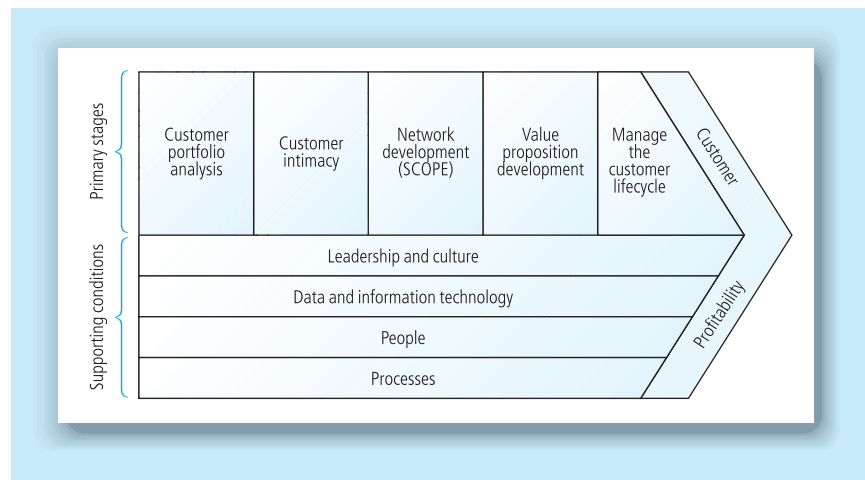 Primary stages
Customer
portfolio
analysis
Customer
intimacy
Network
development
(SCOPE)
Value
proposition
development
Manage
the
customer
lifecycle
Customer
Supporting conditions
Leadership and culture
Data and information technology
People
Processes
Profitability